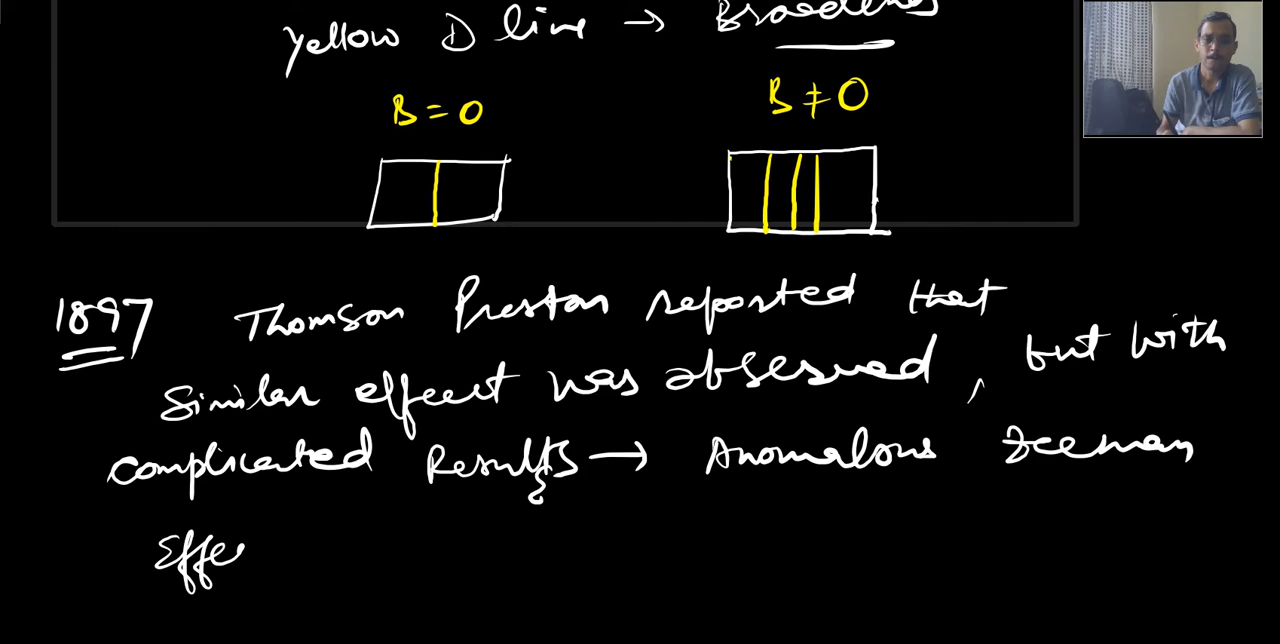 yellow D line → Broadened
B = 0
B ≠ 0
1897 Thomson Preston reported that
similar effect was observed, but with
complicated Results → Anomalous Zeeman
Effe